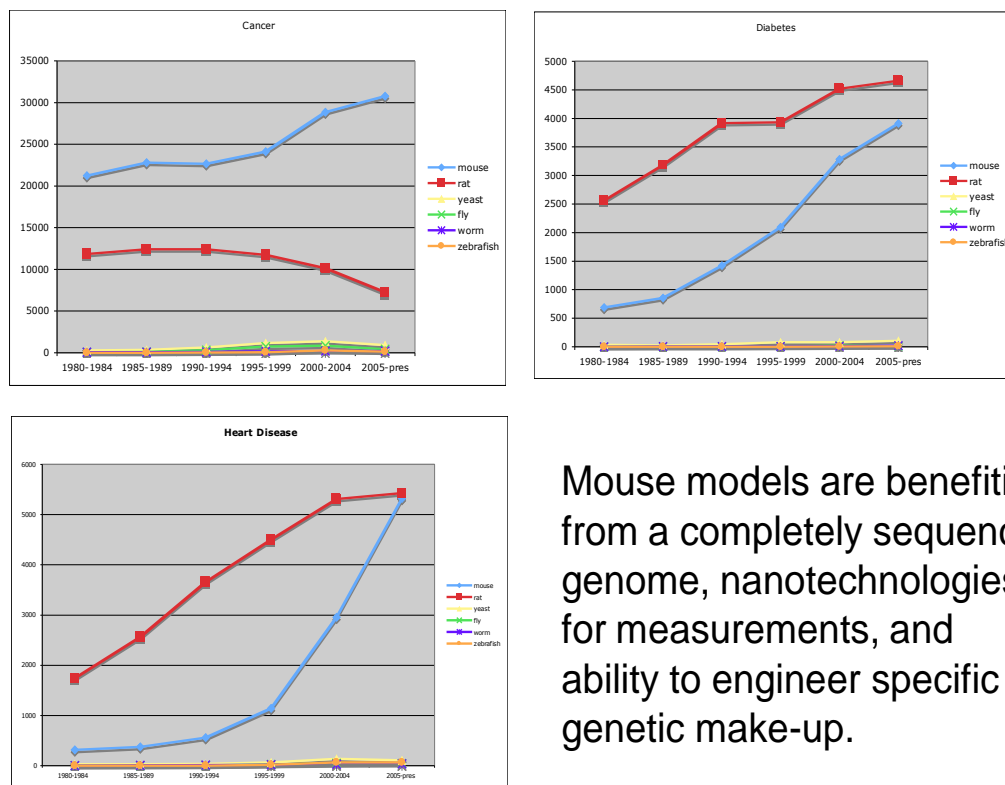 Cancer
35000
30000
25000
20000
15000
10000
5000
0
1980-1984 1985-1989 1990-1994 1995-1999 2000-2004 2005-pres
mouse
rat
yeast
fly
worm
zebrafish
Diabetes
5000
4500
4000
3500
3000
2500
2000
1500
1000
500
0
1980-1984 1985-1989 1990-1994 1995-1999 2000-2004 2005-pres
mouse
rat
yeast
fly
worm
zebrafis
Heart Disease
6000
5000
4000
3000
2000
1000
0
1980-1984 1985-1989 1990-1994 1995-1999 2000-2004 2005-pres
mouse
rat
yeast
fly
worm
zebrafish
Mouse models are benefiti
from a completely sequenc
genome, nanotechnologies
for measurements, and
ability to engineer specific
genetic make-up.